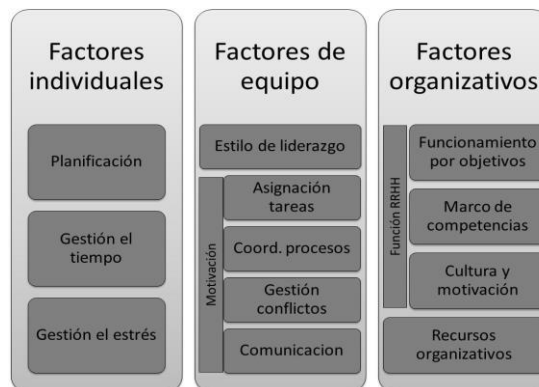 Factores
individuales
Planificación
Gestión el
tiempo
Gestión el estrés
Factores de
equipo
Estilo de liderazgo
Motivación
Asignación
tareas
Coord. procesos
Gestión
conflictos
Comunicacion
Factores
organizativos
Función RRHH
Funcionamiento
por objetivos
Marco de
competencias
Cultura y
motivación
Recursos
organizativos